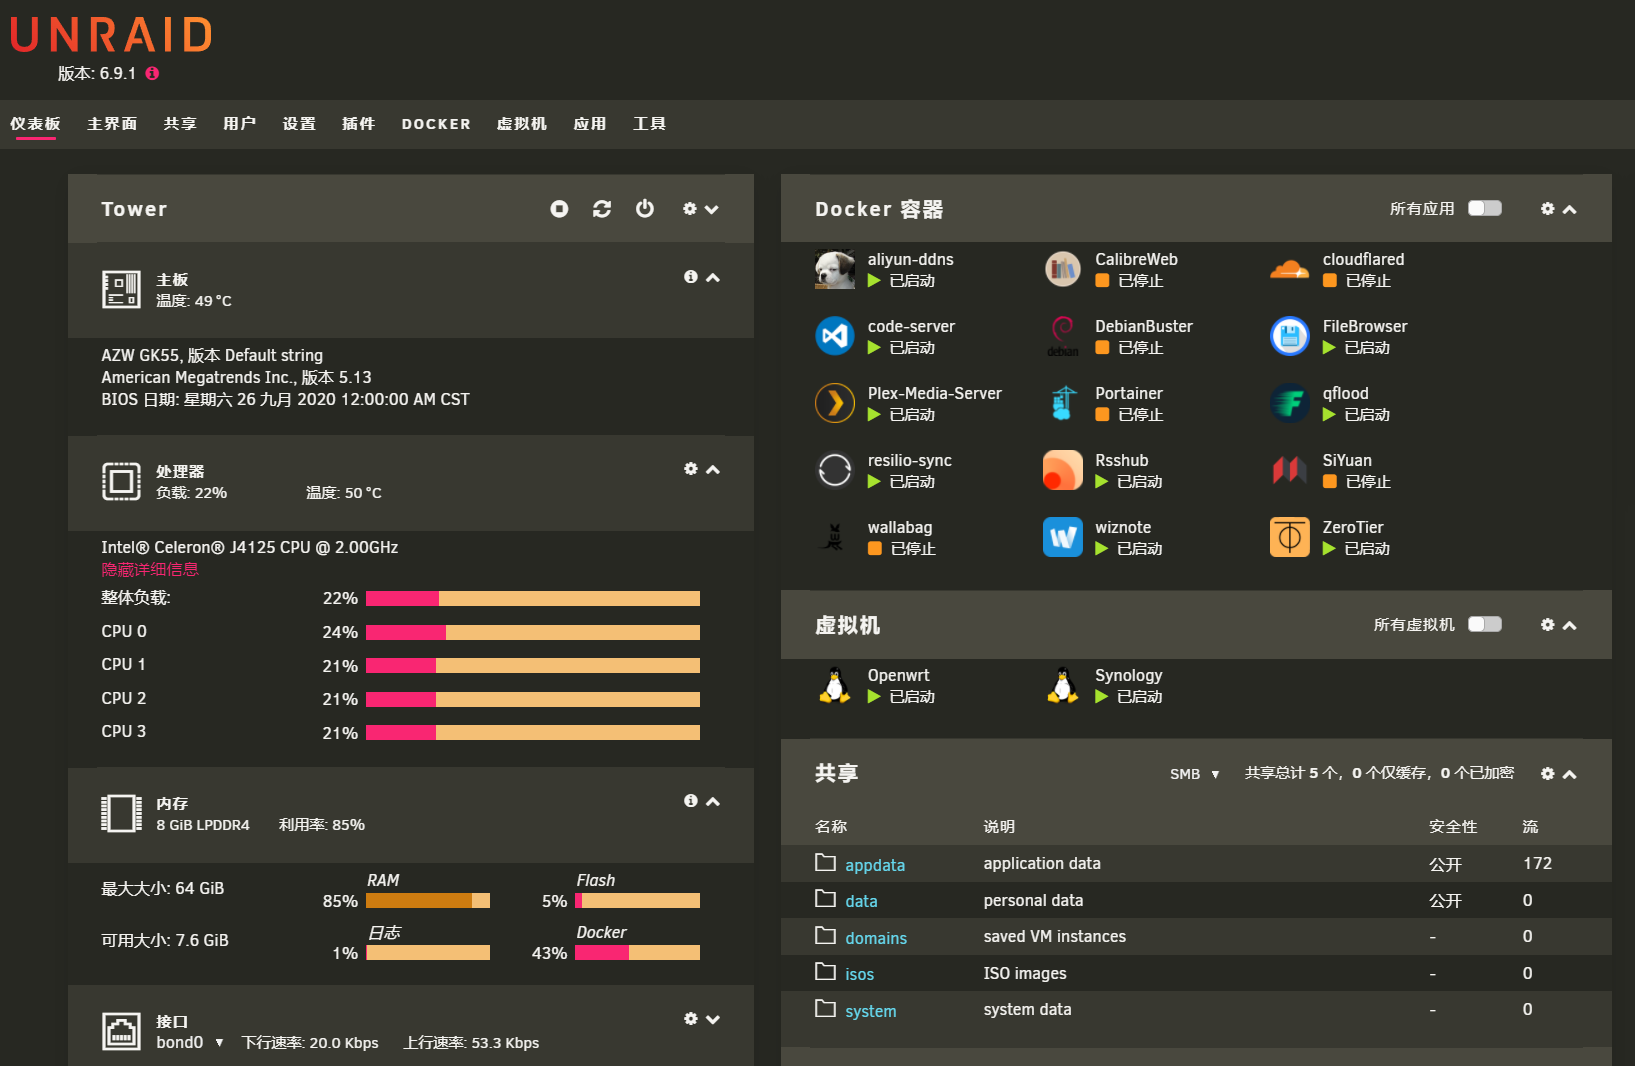 UNRAID
版本: 6.9.1
仪表板 主界面 共享 用户 设置 插件 DOCKER 虚拟机 应用 工具
Tower
主板
温度: 49 °C
AZW GK55, 版本 Default string
American Megatrends Inc., 版本 5.13
BIOS 日期: 星期六 26 九月 2020 12:00:00 AM CST
处理器
负载: 22% 温度: 50 °C
Intel® Celeron® J4125 CPU @ 2.00GHz
隐藏详细信息
整体负载: 22%
CPU 0 24%
CPU 1 21%
CPU 2 21%
CPU 3 21%
内存
8 GiB LPDDR4 利用率: 85%
RAM Flash
最大大小: 64 GiB 85% 5%
日志 Docker
可用大小: 7.6 GiB 1% 43%
接口
bond0 下行速率: 20.0 Kbps 上行速率: 53.3 Kbps
Docker 容器 所有应用
aliyun-ddns CalibreWeb cloudflared
已启动 已停止 已停止
code-server DebianBuster FileBrowser
已启动 debian 已停止 已启动
Plex-Media-Server Portainer qflood
已启动 已停止 已启动
resilio-sync Rsshub SiYuan
已启动 已启动 已停止
wallabag wiznote ZeroTier
已停止 已启动 已启动
虚拟机 所有虚拟机
Openwrt Synology
已启动 已启动
共享 SMB 共享总计 5 个，0 个仅缓存，0 个已加密
名称 说明 安全性 流
appdata application data 公开 172
data personal data 公开 0
domains saved VM instances - 0
isos ISO images - 0
system system data - 0